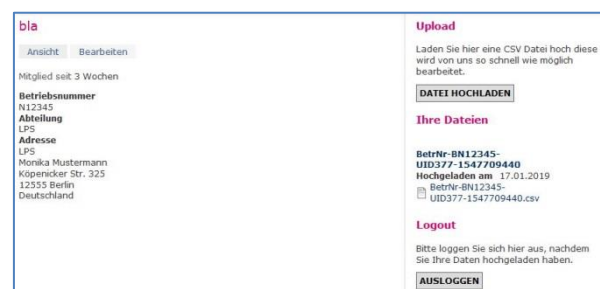 bla
Ansicht Bearbeiten
Mitglied seit 3 Wochen
Betriebsnummer
N12345
Abteilung
LPS
Adresse
LPS
Monika Mustermann
Köpenicker Str. 325
12555 Berlin
Deutschland
Upload
Laden Sie hier eine CSV Datei hoch diese
wird von uns so schnell wie möglich
bearbeitet.
DATEI HOCHLADEN
Ihre Dateien
BetrNr-BN12345-
UID377-1547709440
Hochgeladen am 17.01.2019
BetrNr-BN12345-
UID377-1547709440.csv
Logout
Bitte loggen Sie sich hier aus, nachdem
Sie Ihre Daten hochgeladen haben.
AUSLOGGEN